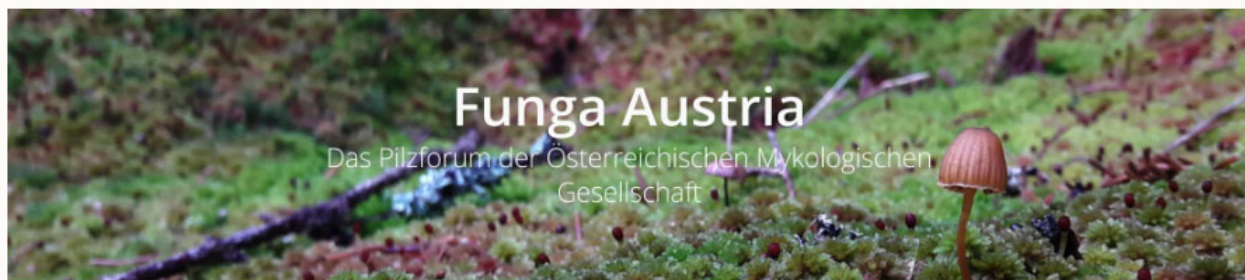 Funga Austria
Das Pilzforum der Österreichischen Mykologischen
Gesellschaft